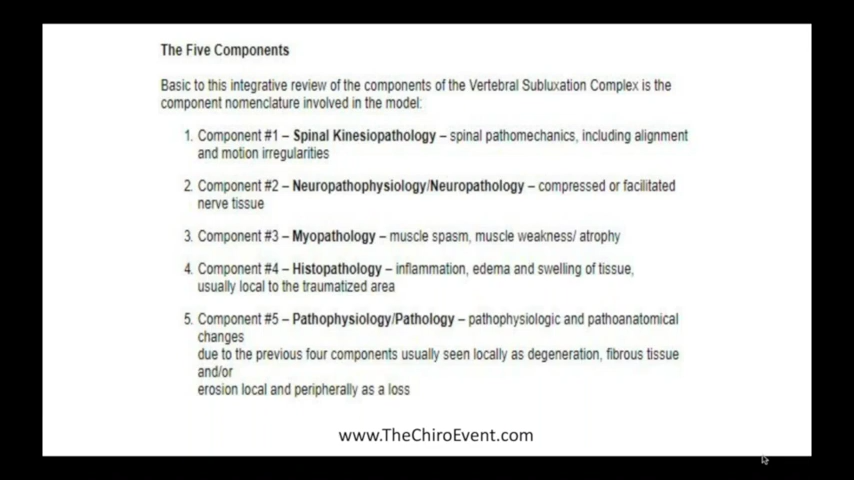 The Five Components
Basic to this integrative review of the components of the Vertebral Subluxation Complex is the
component nomenclature involved in the model:
1. Component #1 – Spinal Kinesiopathology – spinal pathomechanics, including alignment
and motion irregularities
2. Component #2 – Neuropathophysiology/Neuropathology – compressed or facilitated
nerve tissue
3. Component #3 – Myopathology – muscle spasm, muscle weakness/ atrophy
4. Component #4 – Histopathology – inflammation, edema and swelling of tissue,
usually local to the traumatized area
5. Component #5 – Pathophysiology/Pathology – pathophysiologic and pathoanatomical
changes
due to the previous four components usually seen locally as degeneration, fibrous tissue
and/or
erosion local and peripherally as a loss
www.TheChiroEvent.com